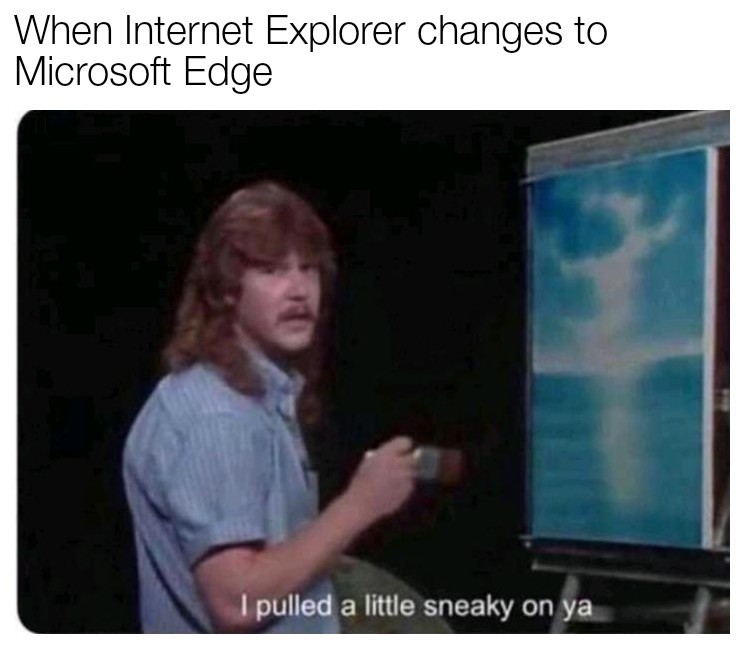 When Internet Explorer changes to
Microsoft Edge
I pulled a little sneaky on ya